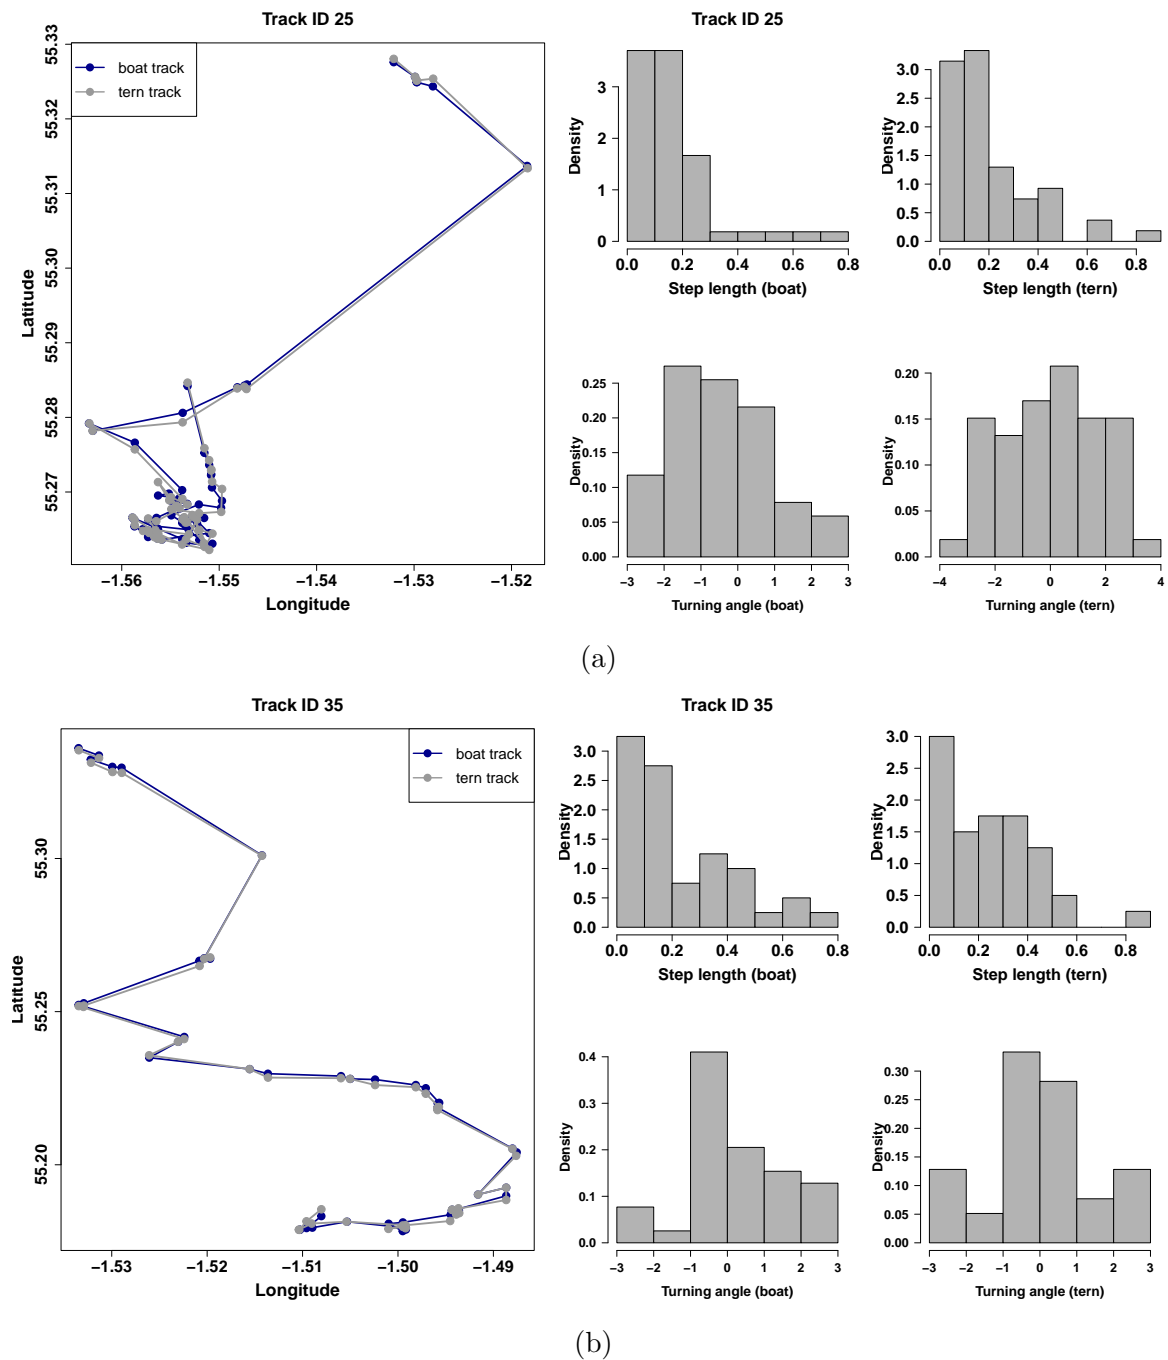 Track ID 25
boat track
tern track
55.33
55.32
55.31
55.30
55.29
55.28
55.27
Latitude
−1.56 −1.55 −1.54 −1.53 −1.52
Longitude
Track ID 25
Density
3
2
1
0
0.0 0.2 0.4 0.6 0.8
Step length (boat)
Density
3.0
2.5
2.0
1.5
1.0
0.5
0.0
0.0 0.2 0.4 0.6 0.8
Step length (tern)
Density
0.25
0.20
0.15
0.10
0.05
0.00
−3 −2 −1 0 1 2 3
Turning angle (boat)
Density
0.20
0.15
0.10
0.05
0.00
−4 −2 0 2 4
Turning angle (tern)
(a)
Track ID 35
boat track
tern track
55.30
55.25
55.20
Latitude
−1.53 −1.52 −1.51 −1.50 −1.49
Longitude
Track ID 35
Density
3.0
2.5
2.0
1.5
1.0
0.5
0.0
0.0 0.2 0.4 0.6 0.8
Step length (boat)
Density
3.0
2.5
2.0
1.5
1.0
0.5
0.0
0.0 0.2 0.4 0.6 0.8
Step length (tern)
Density
0.4
0.3
0.2
0.1
0.0
−3 −2 −1 0 1 2 3
Turning angle (boat)
Density
0.30
0.25
0.20
0.15
0.10
0.05
0.00
−3 −2 −1 0 1 2 3
Turning angle (tern)
(b)